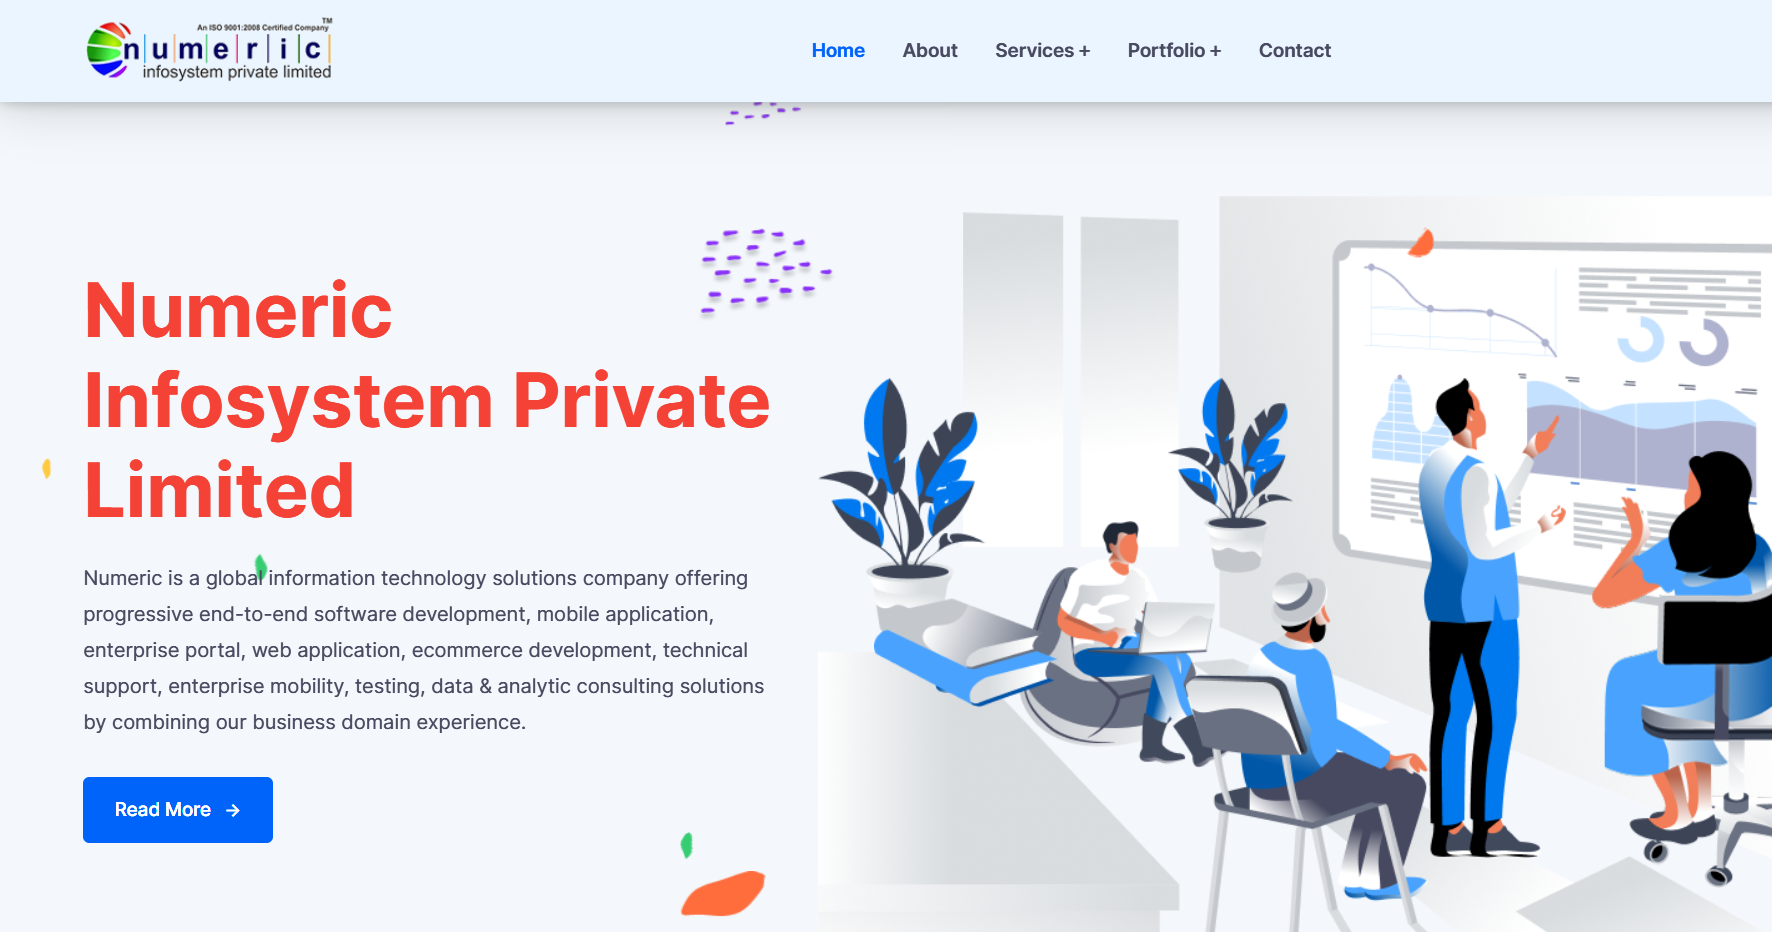 An ISO 9001:2008 Certified Company TM
numeric
infosystem private limited
Home About Services + Portfolio + Contact
Numeric
Infosystem Private
Limited
Numeric is a global information technology solutions company offering
progressive end-to-end software development, mobile application,
enterprise portal, web application, ecommerce development, technical
support, enterprise mobility, testing, data & analytic consulting solutions
by combining our business domain experience.
Read More →